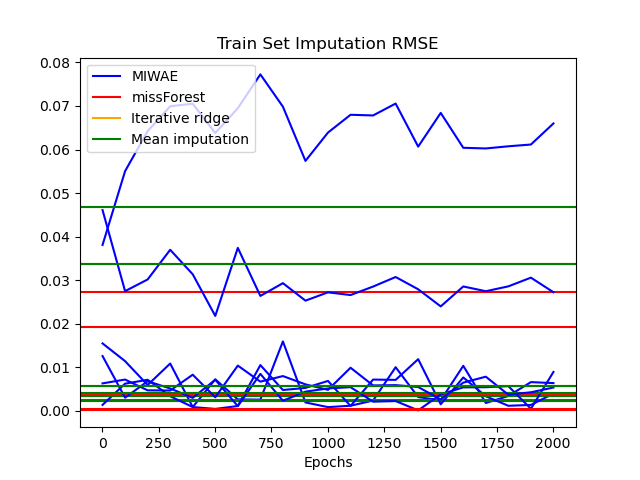 Train Set Imputation RMSE
0.08
0.07
0.06
0.05
0.04
0.03
0.02
0.01
0.00
MIWAE
missForest
Iterative ridge
Mean imputation
0 250 500 750 1000 1250 1500 1750 2000
Epochs